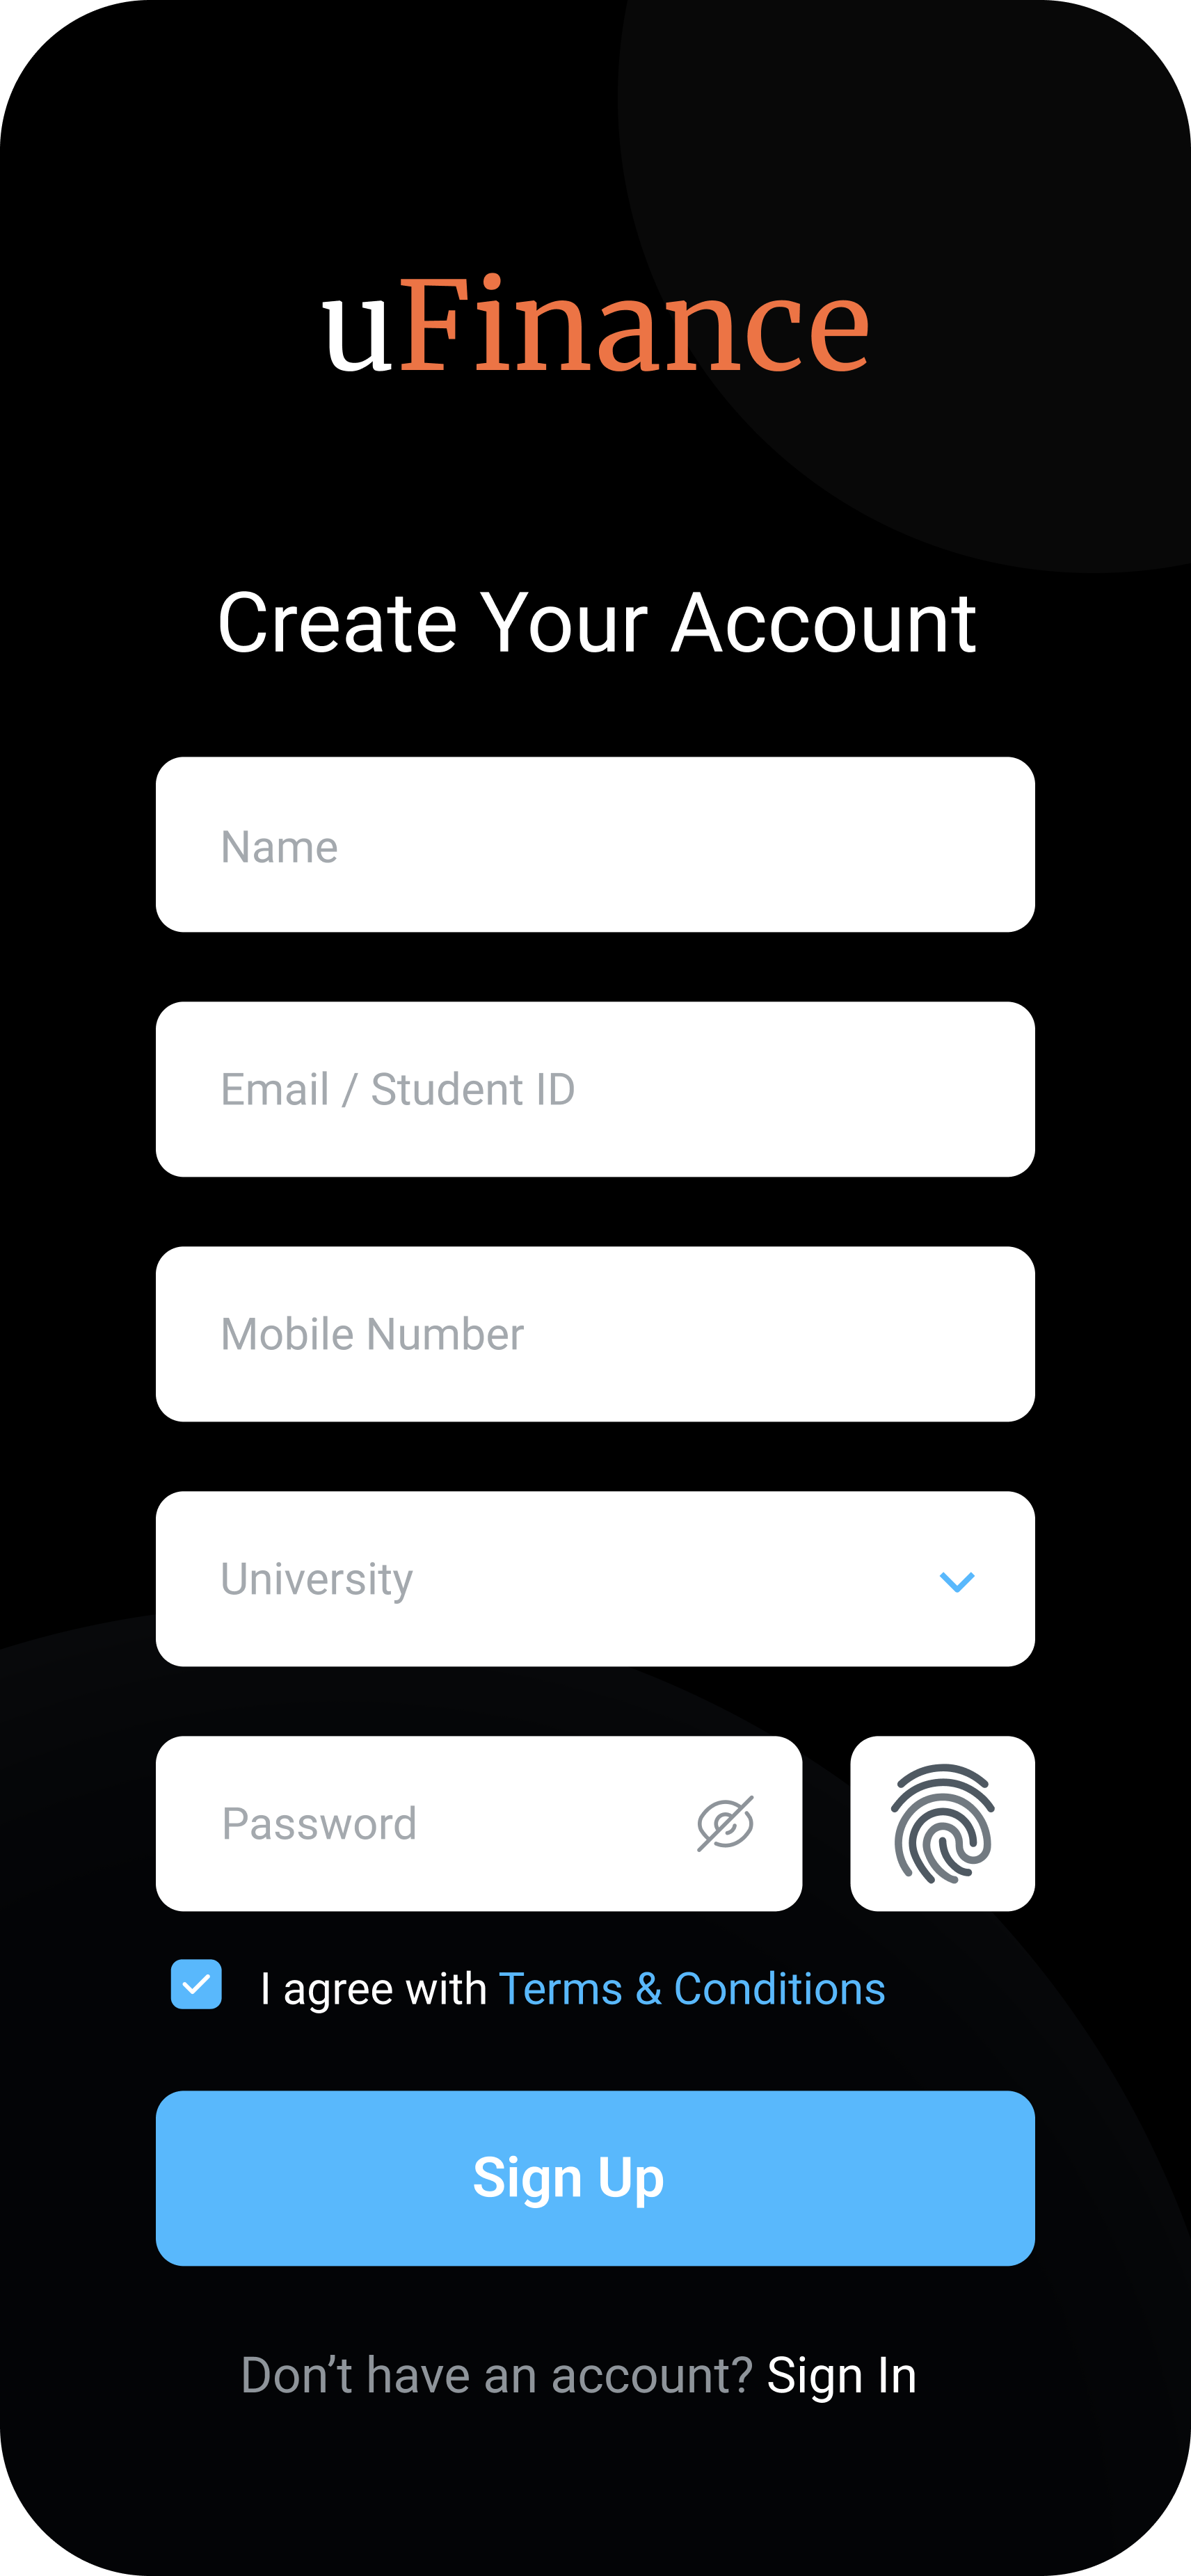 uFinance
Create Your Account
Name
Email / Student ID
Mobile Number
University
Password
I agree with Terms & Conditions
Sign Up
Don’t have an account? Sign In